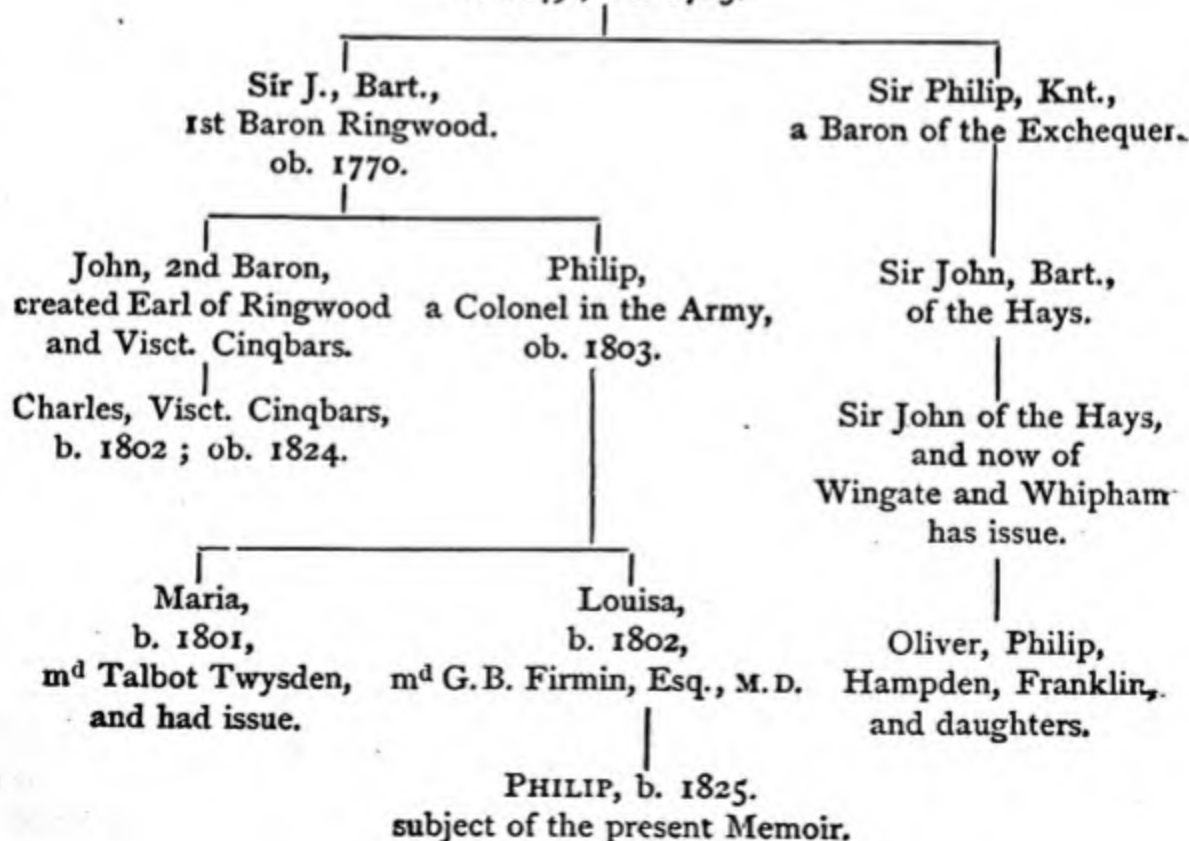 Sir J., Bart.,
1st Baron Ringwood.
ob. 1770.
Sir Philip, Knt.,
a Baron of the Exchequer.
John, 2nd Baron,
created Earl of Ringwood
and Visct. Cinqbars.
Philip,
a Colonel in the Army,
ob. 1803.
Sir John, Bart.,
of the Hays.
Charles, Visct. Cinqbars,
b. 1802 ; ob. 1824.
Sir John of the Hays,
and now of
Wingate and Whipham
has issue.
Maria,
b. 1801,
md Talbot Twysden,
and had issue.
Louisa,
b. 1802,
md G.B. Firmin, Esq., M.D.
Oliver, Philip,
Hampden, Franklin,
and daughters.
PHILIP, b. 1825.
subject of the present Memoir.